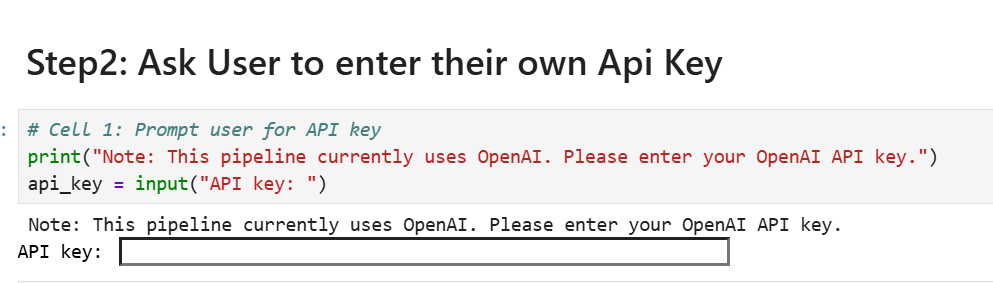 Step2: Ask User to enter their own Api Key
: # Cell 1: Prompt user for API key
print("Note: This pipeline currently uses OpenAI. Please enter your OpenAI API key.")
api_key = input("API key: ")
Note: This pipeline currently uses OpenAI. Please enter your OpenAI API key.
API key: